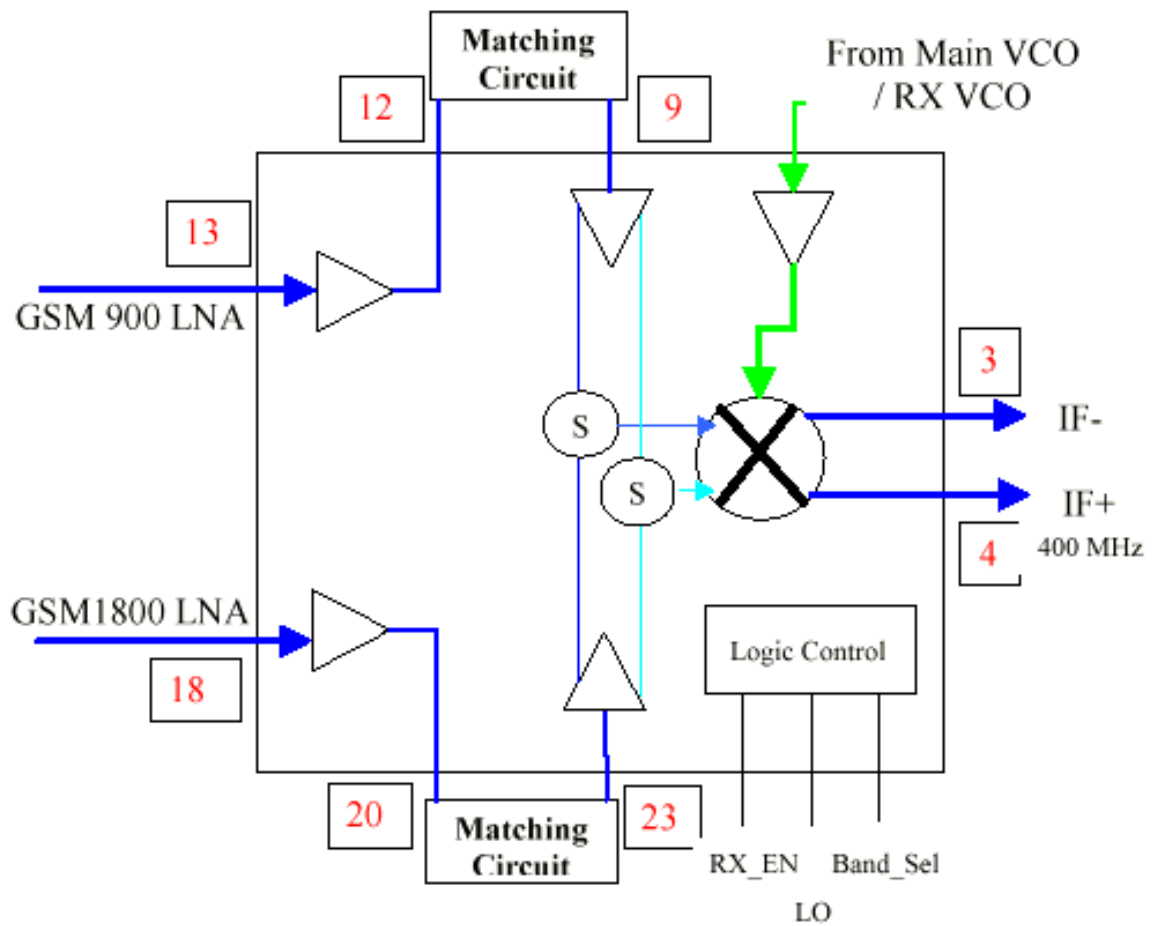 Matching
Circuit
From Main VCO
/ RX VCO
12
9
13
GSM 900 LNA
3
IF-
S
S
IF+
4
400 MHz
GSM1800 LNA
Logic Control
18
20
Matching
Circuit
23
RX_EN
Band_Sel
LO